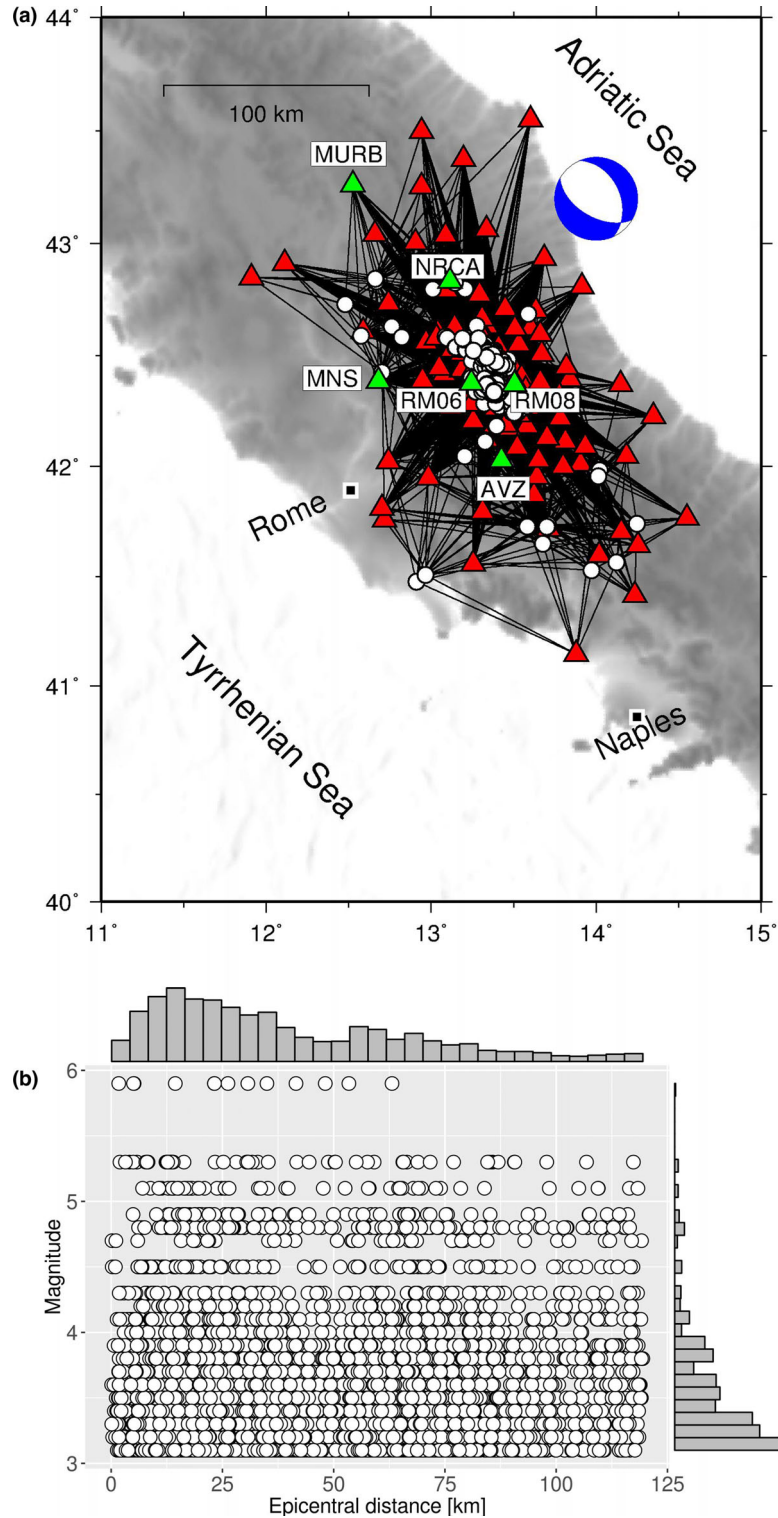 (a)
44˚
43˚
42˚
41˚
40˚
11˚ 12˚ 13˚ 14˚ 15˚
100 km
Adriatic Sea
MURB
NRCA
MNS
RM06
RM08
AVZ
Rome
Tyrrhenian Sea
Naples
(b)
6
5
4
3
Magnitude
0 25 50 75 100 125
Epicentral distance [km]